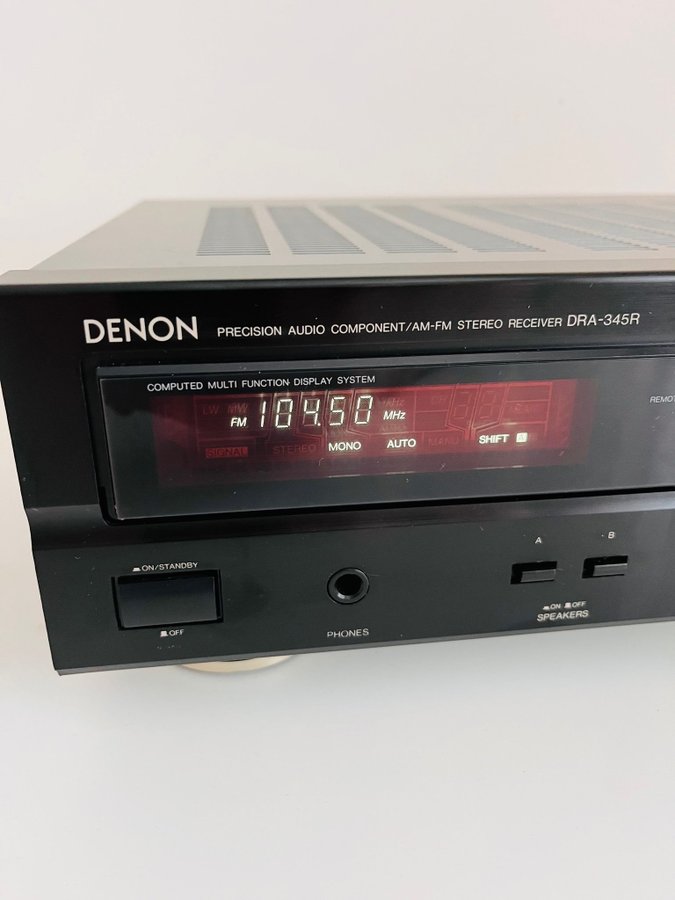 DENON PRECISION AUDIO COMPONENT/AM-FM STEREO RECEIVER DRA-345R
COMPUTED MULTI FUNCTION DISPLAY SYSTEM
REMOT
LW MW
FM 104.50 MHz
SIGNAL STEREO MONO AUTO MANU SHIFT A
ON/STANDBY
OFF
PHONES
A B
ON OFF
SPEAKERS